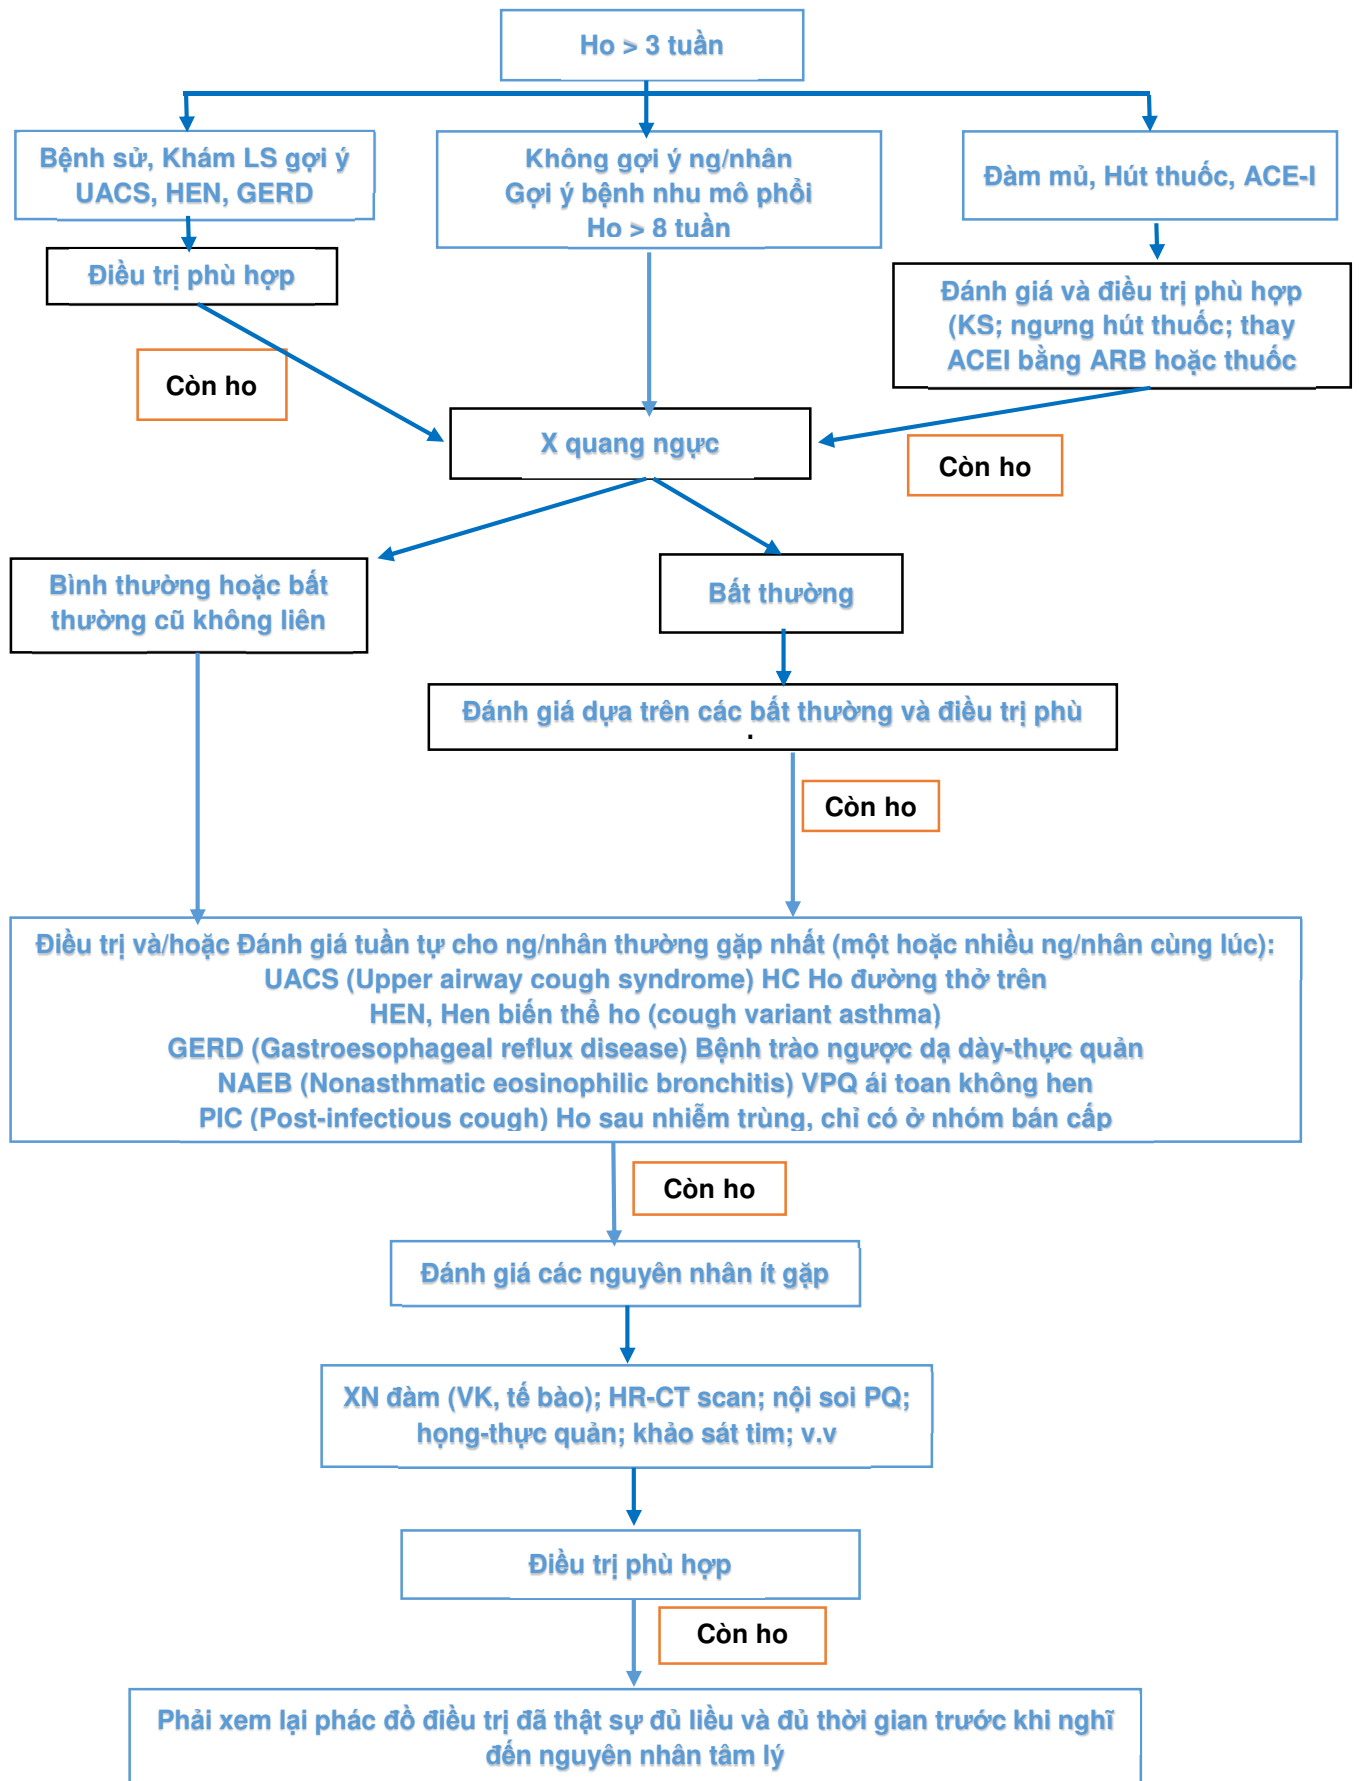 Ho > 3 tuần
Bệnh sử, Khám LS gợi ý
UACS, HEN, GERD
Không gợi ý ng/nhân
Gợi ý bệnh nhu mô phổi
Ho > 8 tuần
Đàm mủ, Hút thuốc, ACE-I
Điều trị phù hợp
Đánh giá và điều trị phù hợp
(KS; ngưng hút thuốc; thay
ACEI bằng ARB hoặc thuốc
Còn ho
X quang ngực
Còn ho
Bình thường hoặc bất
thường cũ không liên
Bất thường
Đánh giá dựa trên các bất thường và điều trị phù
Còn ho
Điều trị và/hoặc Đánh giá tuần tự cho ng/nhân thường gặp nhất (một hoặc nhiều ng/nhân cùng lúc):
UACS (Upper airway cough syndrome) HC Ho đường thở trên
HEN, Hen biến thể ho (cough variant asthma)
GERD (Gastroesophageal reflux disease) Bệnh trào ngược dạ dày-thực quản
NAEB (Nonasthmatic eosinophilic bronchitis) VPQ ái toan không hen
PIC (Post-infectious cough) Ho sau nhiễm trùng, chỉ có ở nhóm bán cấp
Còn ho
Đánh giá các nguyên nhân ít gặp
XN đàm (VK, tế bào); HR-CT scan; nội soi PQ;
họng-thực quản; khảo sát tim; v.v
Điều trị phù hợp
Còn ho
Phải xem lại phác đồ điều trị đã thật sự đủ liều và đủ thời gian trước khi nghĩ
đến nguyên nhân tâm lý